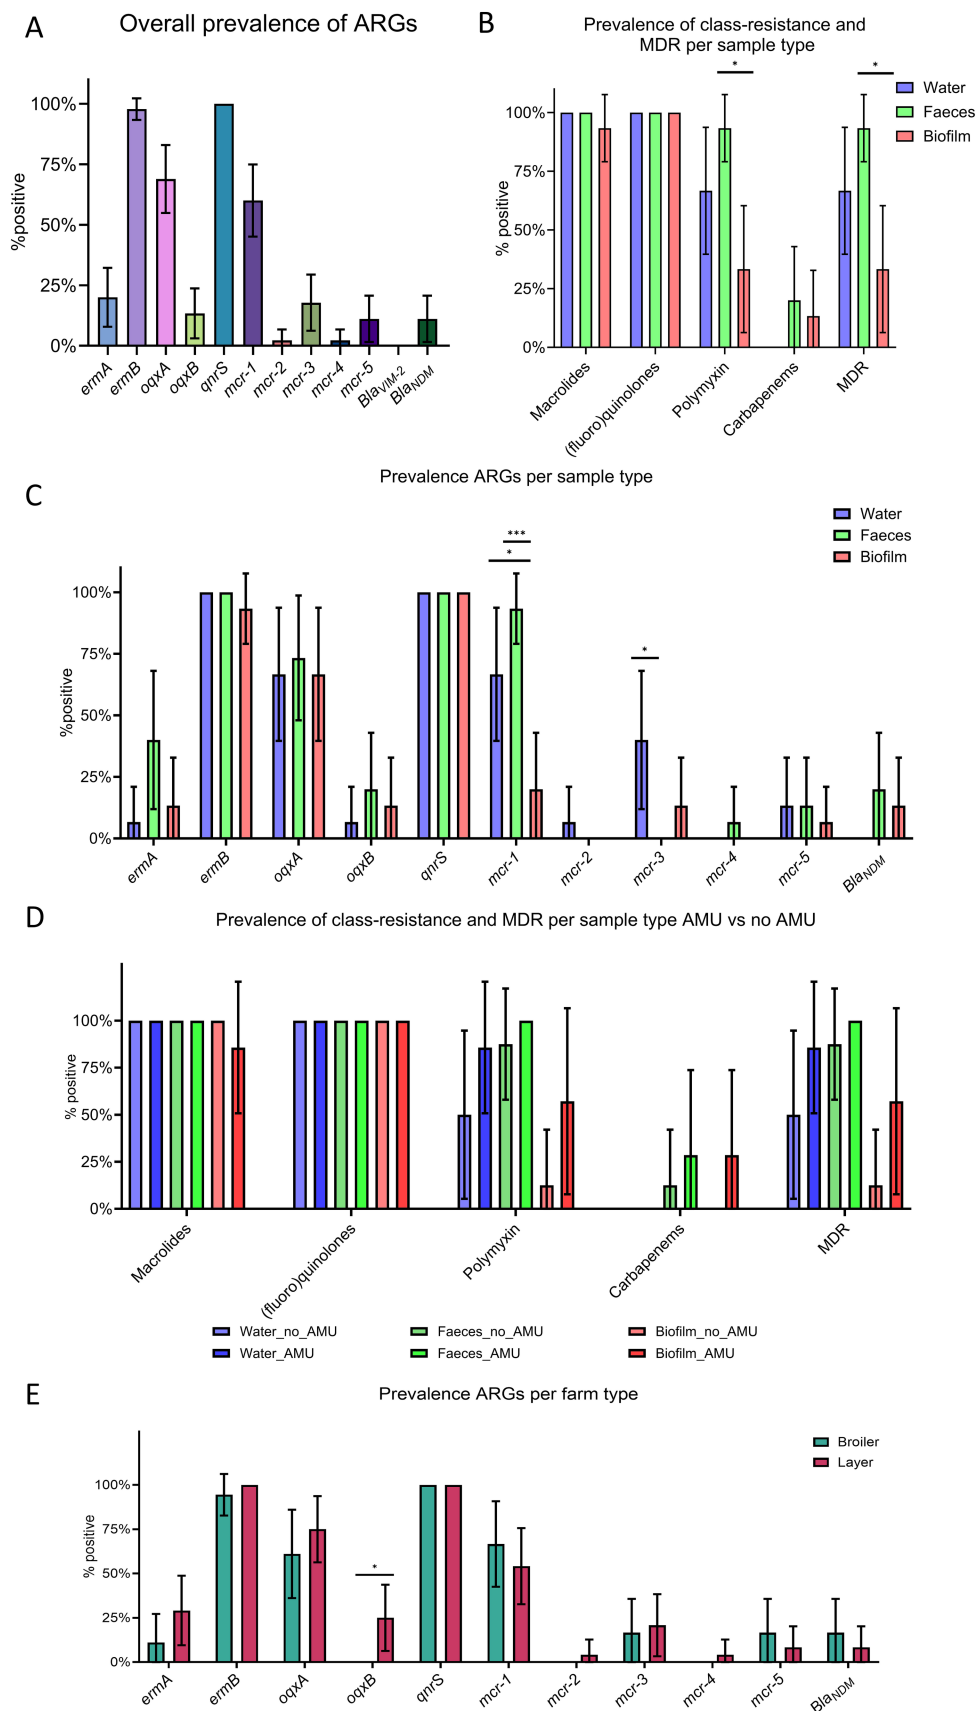 A
Overall prevalence of ARGs
%positive
100%
75%
50%
25%
0%
ermA
ermB
oqxA
oqxB
qnrS
mcr-1
mcr-2
mcr-3
mcr-4
mcr-5
BlaVIM-2
BlaNDM
B
Prevalence of class-resistance and
MDR per sample type
*
*
Water
Faeces
Biofilm
% positive
100%
75%
50%
25%
0%
Macrolides
(fluoro)quinolones
Polymyxin
Carbapenems
MDR
C
Prevalence ARGs per sample type
Water
Faeces
Biofilm
***
*
*
%positive
100%
75%
50%
25%
0%
ermA
ermB
oqxA
oqxB
qnrS
mcr-1
mcr-2
mcr-3
mcr-4
mcr-5
BlaNDM
D
Prevalence of class-resistance and MDR per sample type AMU vs no AMU
% positive
100%
75%
50%
25%
0%
Macrolides
(fluoro)quinolones
Polymyxin
Carbapenems
MDR
Water_no_AMU
Faeces_no_AMU
Biofilm_no_AMU
Water_AMU
Faeces_AMU
Biofilm_AMU
E
Prevalence ARGs per farm type
Broiler
Layer
*
% positive
100%
75%
50%
25%
0%
ermA
ermB
oqxA
oqxB
qnrS
mcr-1
mcr-2
mcr-3
mcr-4
mcr-5
BlaNDM